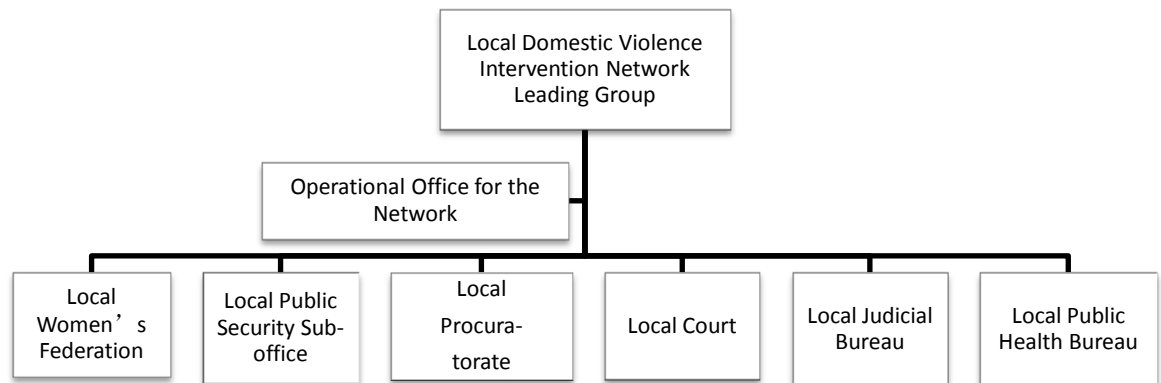 Local Domestic Violence
Intervention Network
Leading Group
Operational Office for the
Network
Local
Women’s
Federation
Local Public
Security Sub-
office
Local
Procura-
torate
Local Court
Local Judicial
Bureau
Local Public
Health Bureau